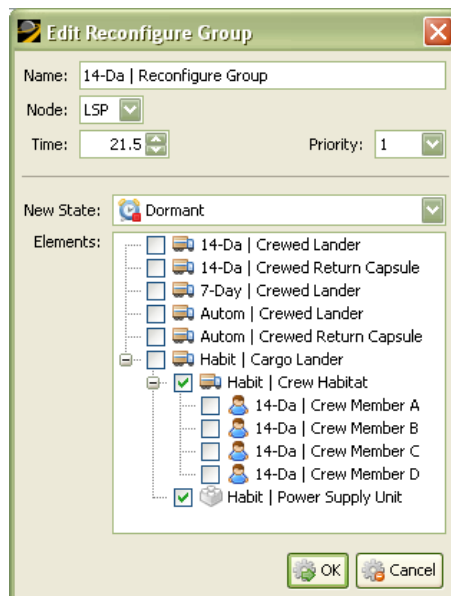 Edit Reconfigure Group
Name: 14-Da | Reconfigure Group
Node: LSP
Time: 21.5 Priority: 1
New State: Dormant
Elements: 14-Da | Crewed Lander
14-Da | Crewed Return Capsule
7-Day | Crewed Lander
Autom | Crewed Lander
Autom | Crewed Return Capsule
Habit | Cargo Lander
Habit | Crew Habitat
14-Da | Crew Member A
14-Da | Crew Member B
14-Da | Crew Member C
14-Da | Crew Member D
Habit | Power Supply Unit
OK Cancel